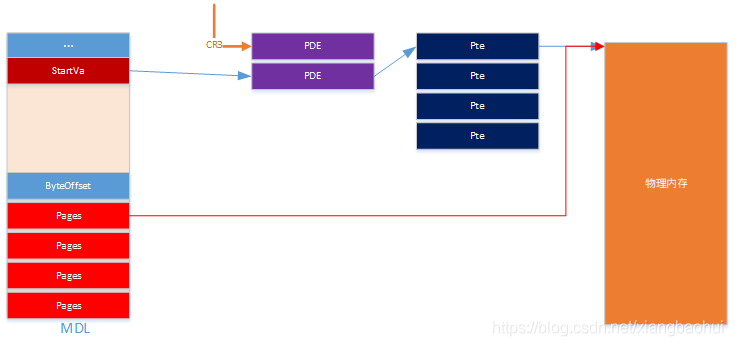 CR3
...
StartVa
ByteOffset
Pages
Pages
Pages
Pages
MDL
PDE
PDE
Pte
Pte
Pte
Pte
物理内存
https://blog.csdn.net/xiangbaohui